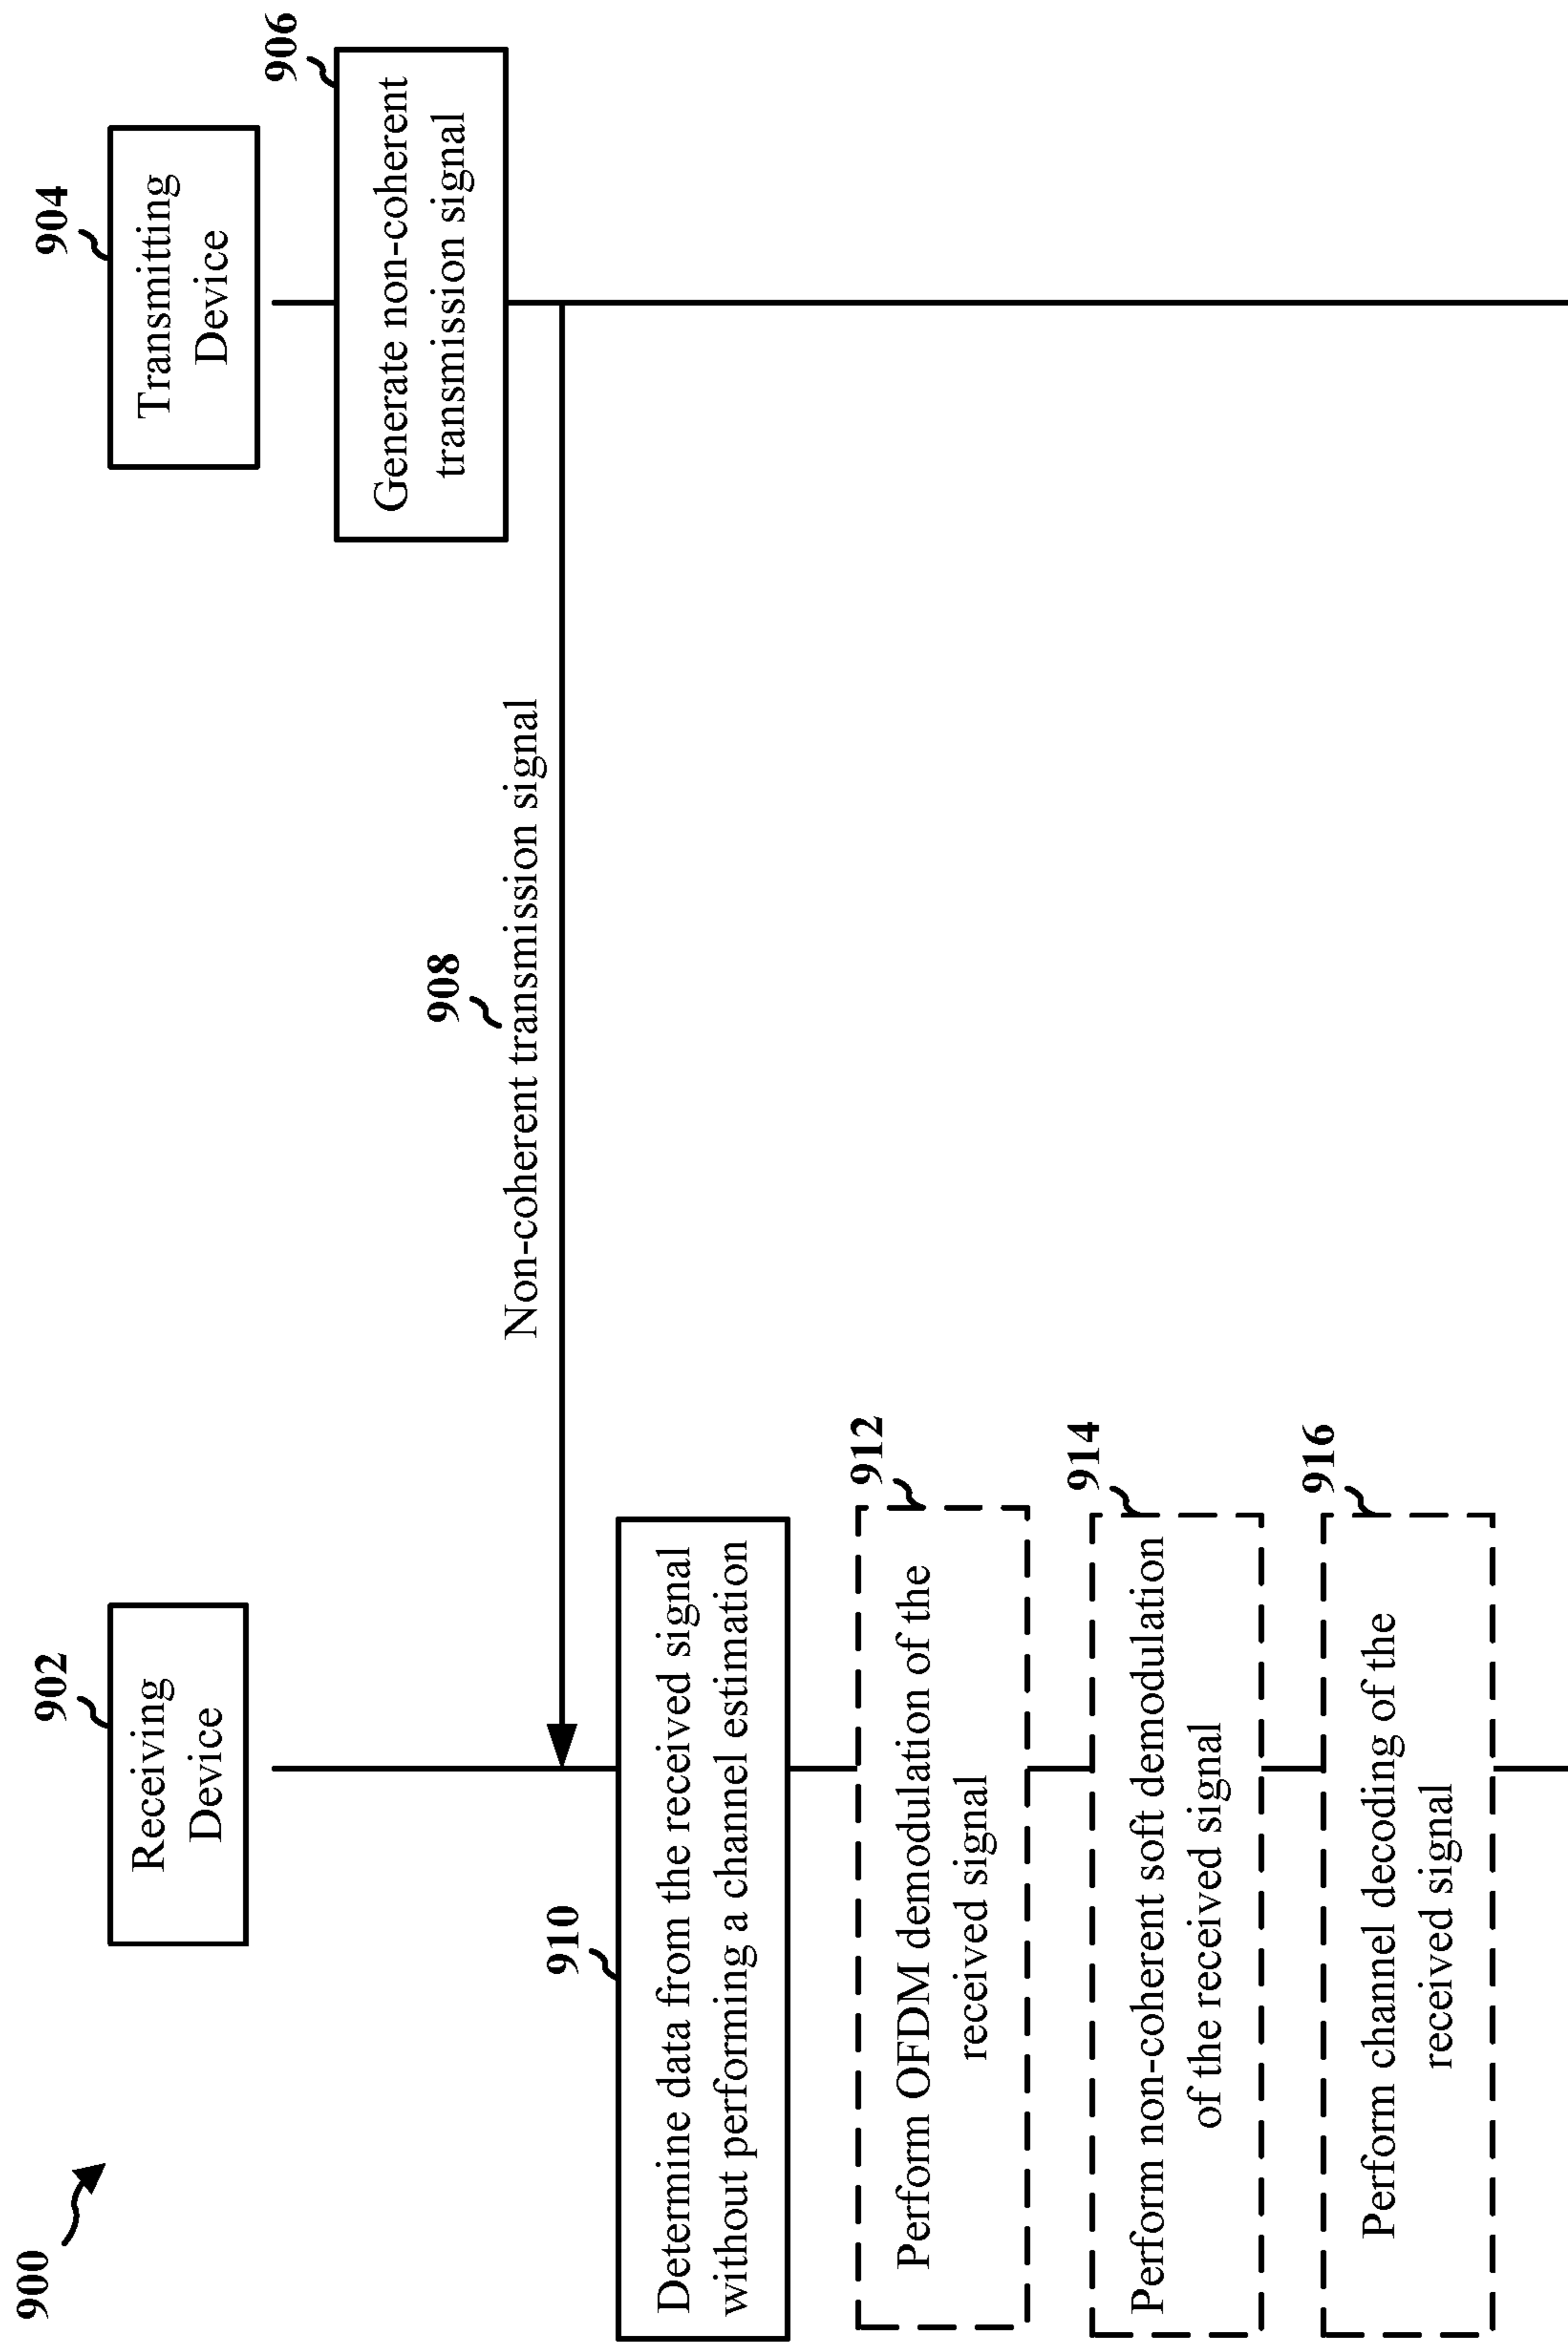 900
902
Receiving
Device
904
Transmitting
Device
906
Generate non-coherent
transmission signal
908
Non-coherent transmission signal
910
Determine data from the received signal
without performing a channel estimation
912
Perform OFDM demodulation of the
received signal
914
Perform non-coherent soft demodulation
of the received signal
916
Perform channel decoding of the
received signal